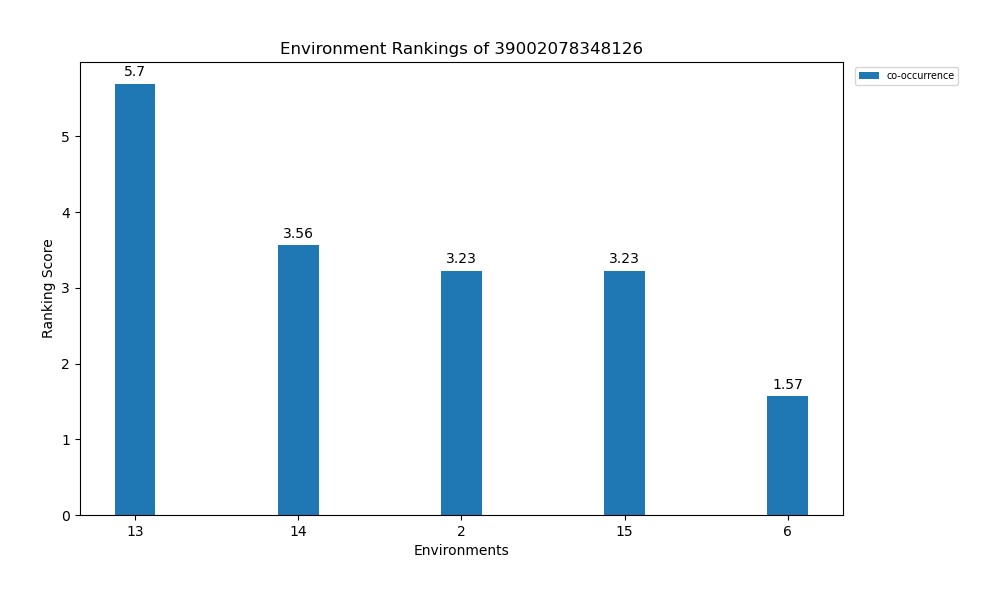 Environment Rankings of 39002078348126
co-occurrence
5.7
3.56
3.23
3.23
1.57
Ranking Score
5
4
3
2
1
0
13 14 2 15 6
Environments